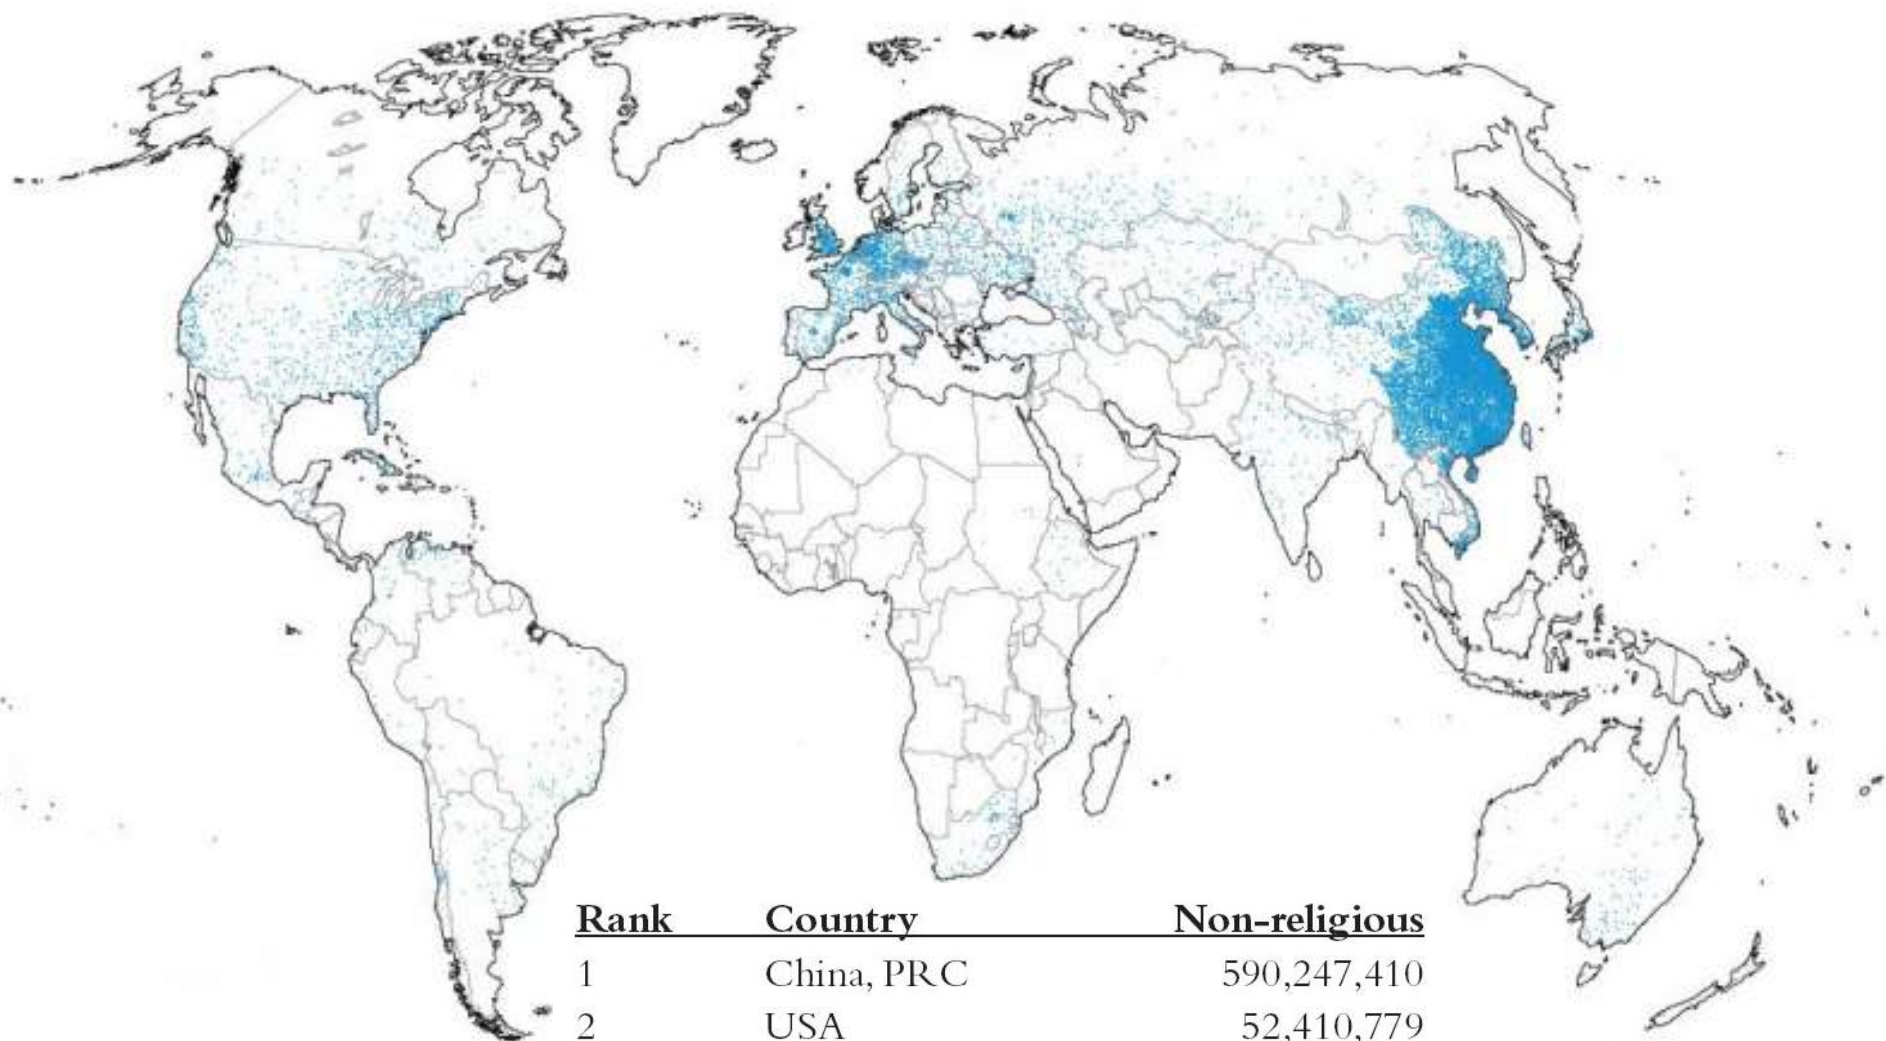 Rank Country Non-religious
1 China, PRC 590,247,410
2 USA 52,410,779